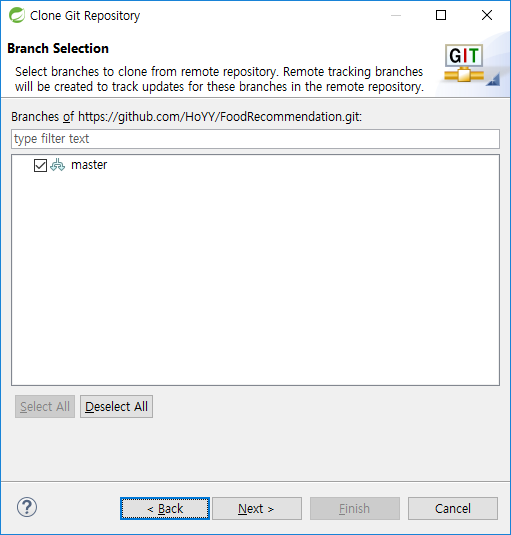 Clone Git Repository
Branch Selection
Select branches to clone from remote repository. Remote tracking branches
will be created to track updates for these branches in the remote repository.
GIT
Branches of https://github.com/HoYY/FoodRecommendation.git:
type filter text
master
Select All
Deselect All
?
< Back
Next >
Finish
Cancel